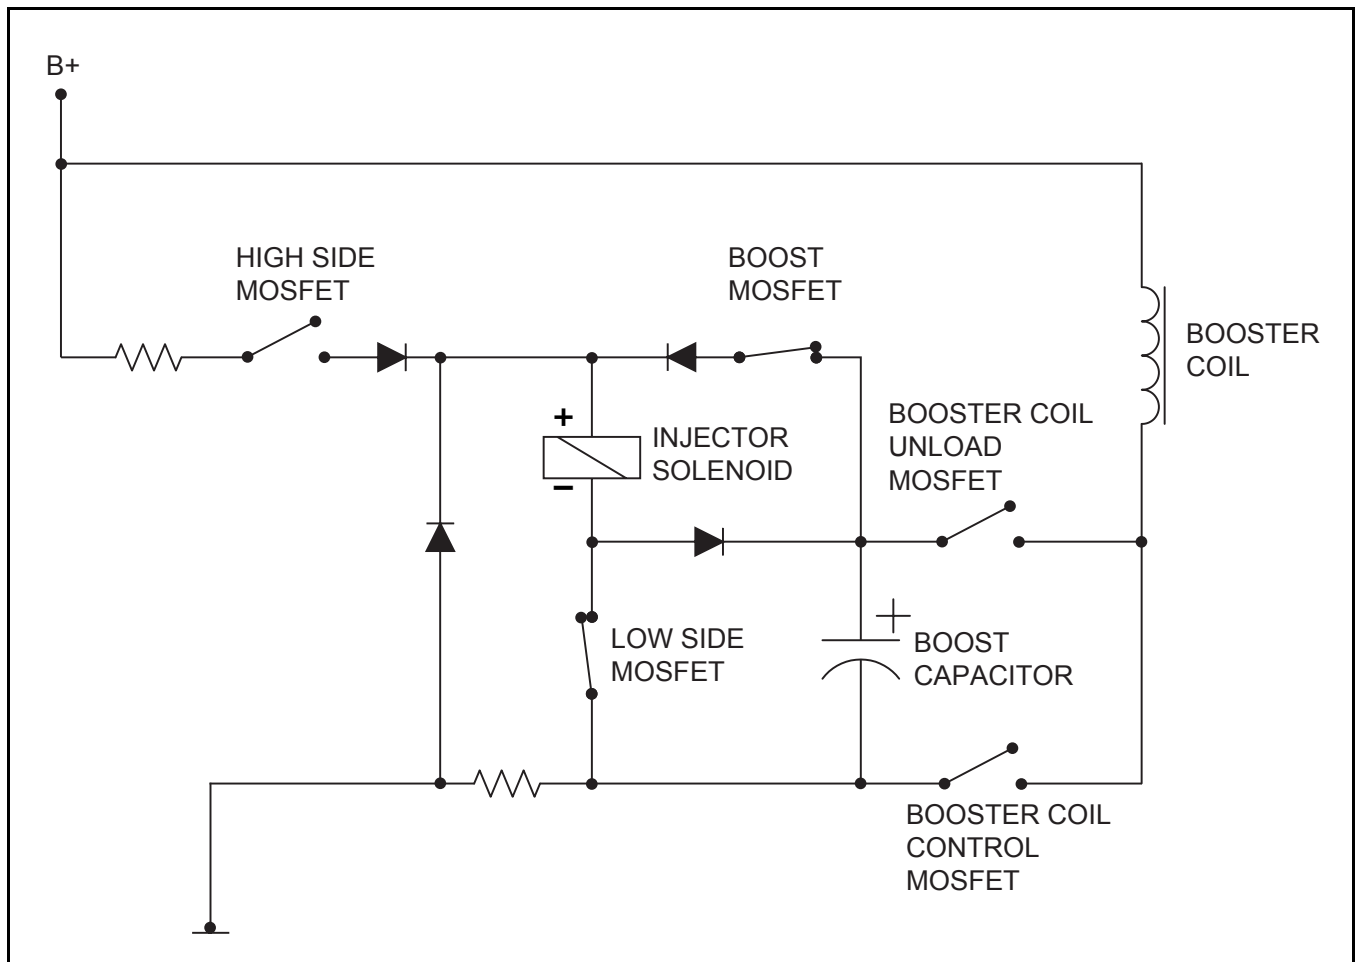 B+
HIGH SIDE
MOSFET
BOOST
MOSFET
BOOSTER
COIL
BOOSTER COIL
UNLOAD
MOSFET
+
INJECTOR
SOLENOID
−
LOW SIDE
MOSFET
+
BOOST
CAPACITOR
BOOSTER COIL
CONTROL
MOSFET